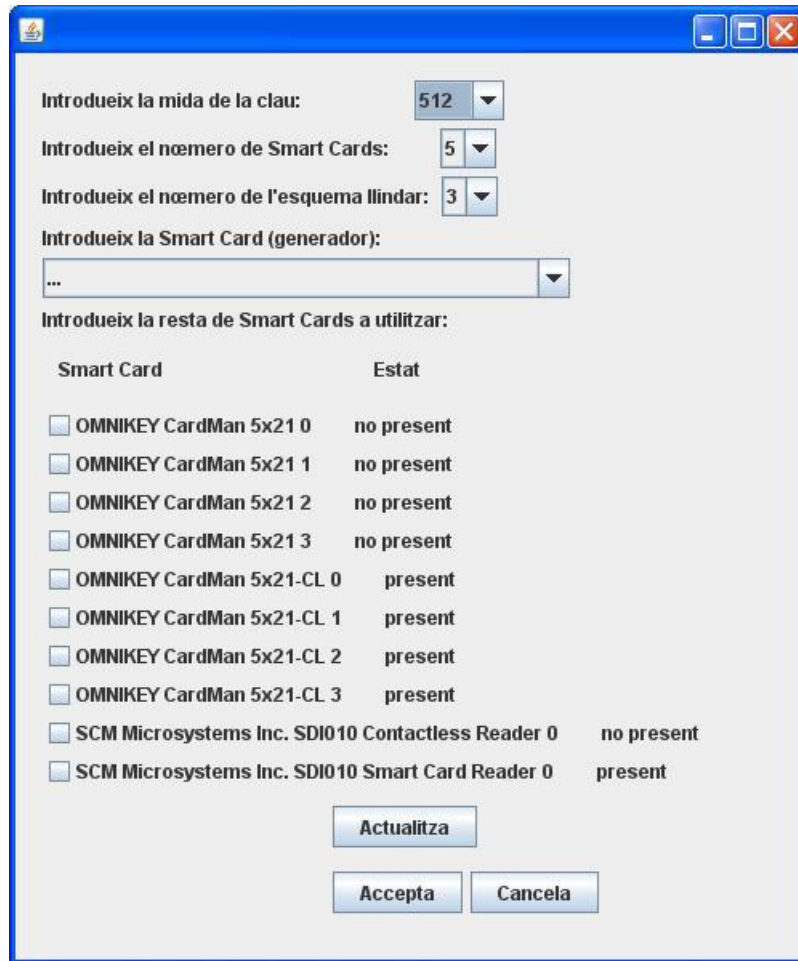 Introdueix la mida de la clau: 512
Introdueix el nœmero de Smart Cards: 5
Introdueix el nœmero de l'esquema llindar: 3
Introdueix la Smart Card (generador):
...
Introdueix la resta de Smart Cards a utilitzar:
Smart Card Estat
OMNIKEY CardMan 5x21 0 no present
OMNIKEY CardMan 5x21 1 no present
OMNIKEY CardMan 5x21 2 no present
OMNIKEY CardMan 5x21 3 no present
OMNIKEY CardMan 5x21-CL 0 present
OMNIKEY CardMan 5x21-CL 1 present
OMNIKEY CardMan 5x21-CL 2 present
OMNIKEY CardMan 5x21-CL 3 present
SCM Microsystems Inc. SDI010 Contactless Reader 0 no present
SCM Microsystems Inc. SDI010 Smart Card Reader 0 present
Actualitza
Accepta Cancela